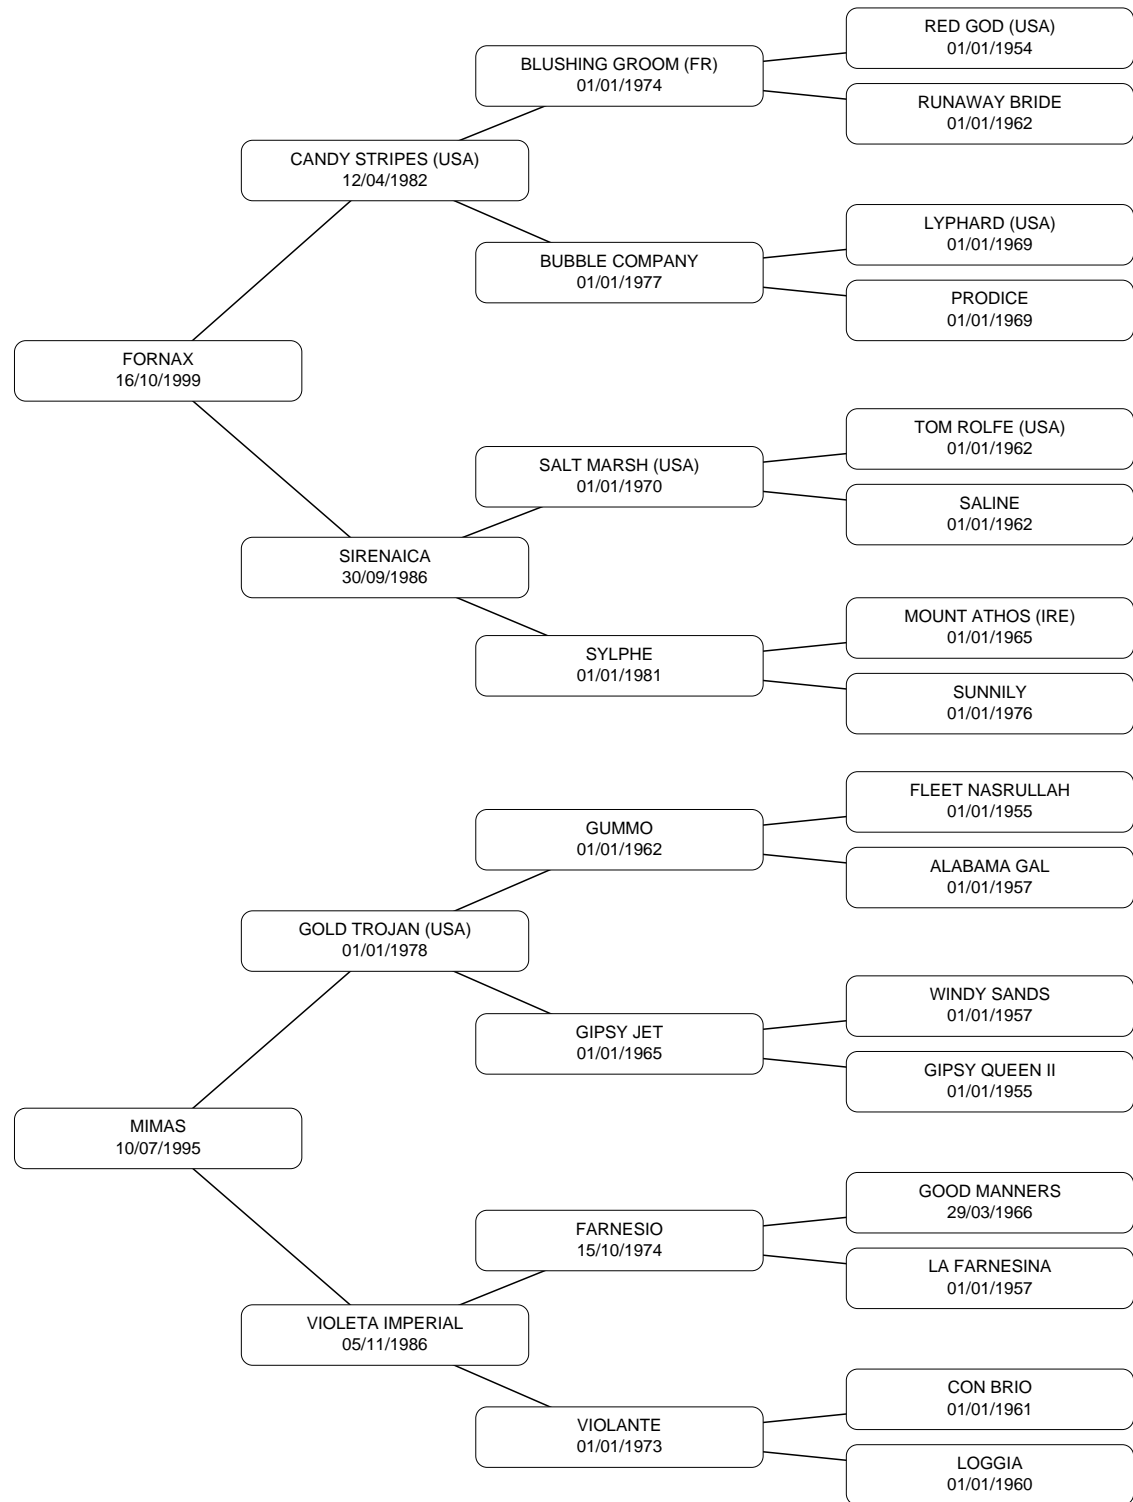 RED GOD (USA)
01/01/1954
BLUSHING GROOM (FR)
01/01/1974
RUNAWAY BRIDE
01/01/1962
CANDY STRIPES (USA)
12/04/1982
LYPHARD (USA)
01/01/1969
BUBBLE COMPANY
01/01/1977
PRODICE
01/01/1969
FORNAX
16/10/1999
TOM ROLFE (USA)
01/01/1962
SALT MARSH (USA)
01/01/1970
SALINE
01/01/1962
SIRENAICA
30/09/1986
MOUNT ATHOS (IRE)
01/01/1965
SYLPHE
01/01/1981
SUNNILY
01/01/1976
FLEET NASRULLAH
01/01/1955
GUMMO
01/01/1962
ALABAMA GAL
01/01/1957
GOLD TROJAN (USA)
01/01/1978
WINDY SANDS
01/01/1957
GIPSY JET
01/01/1965
GIPSY QUEEN II
01/01/1955
MIMAS
10/07/1995
GOOD MANNERS
29/03/1966
FARNESIO
15/10/1974
LA FARNESINA
01/01/1957
VIOLETA IMPERIAL
05/11/1986
CON BRIO
01/01/1961
VIOLANTE
01/01/1973
LOGGIA
01/01/1960